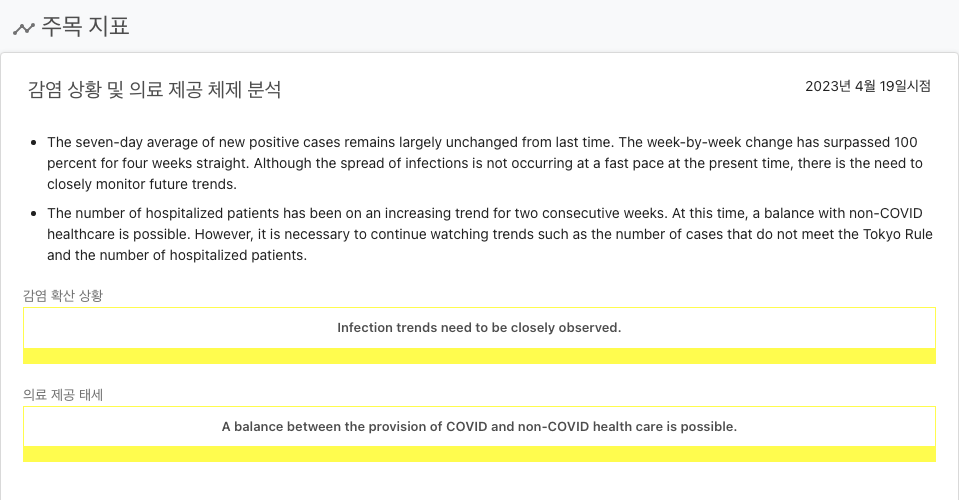 주목 지표
감염 상황 및 의료 제공 체제 분석
2023년 4월 19일시점
The seven-day average of new positive cases remains largely unchanged from last time. The week-by-week change has surpassed 100
percent for four weeks straight. Although the spread of infections is not occurring at a fast pace at the present time, there is the need to
closely monitor future trends.
The number of hospitalized patients has been on an increasing trend for two consecutive weeks. At this time, a balance with non-COVID
healthcare is possible. However, it is necessary to continue watching trends such as the number of cases that do not meet the Tokyo Rule
and the number of hospitalized patients.
감염 확산 상황
Infection trends need to be closely observed.
의료 제공 태세
A balance between the provision of COVID and non-COVID health care is possible.